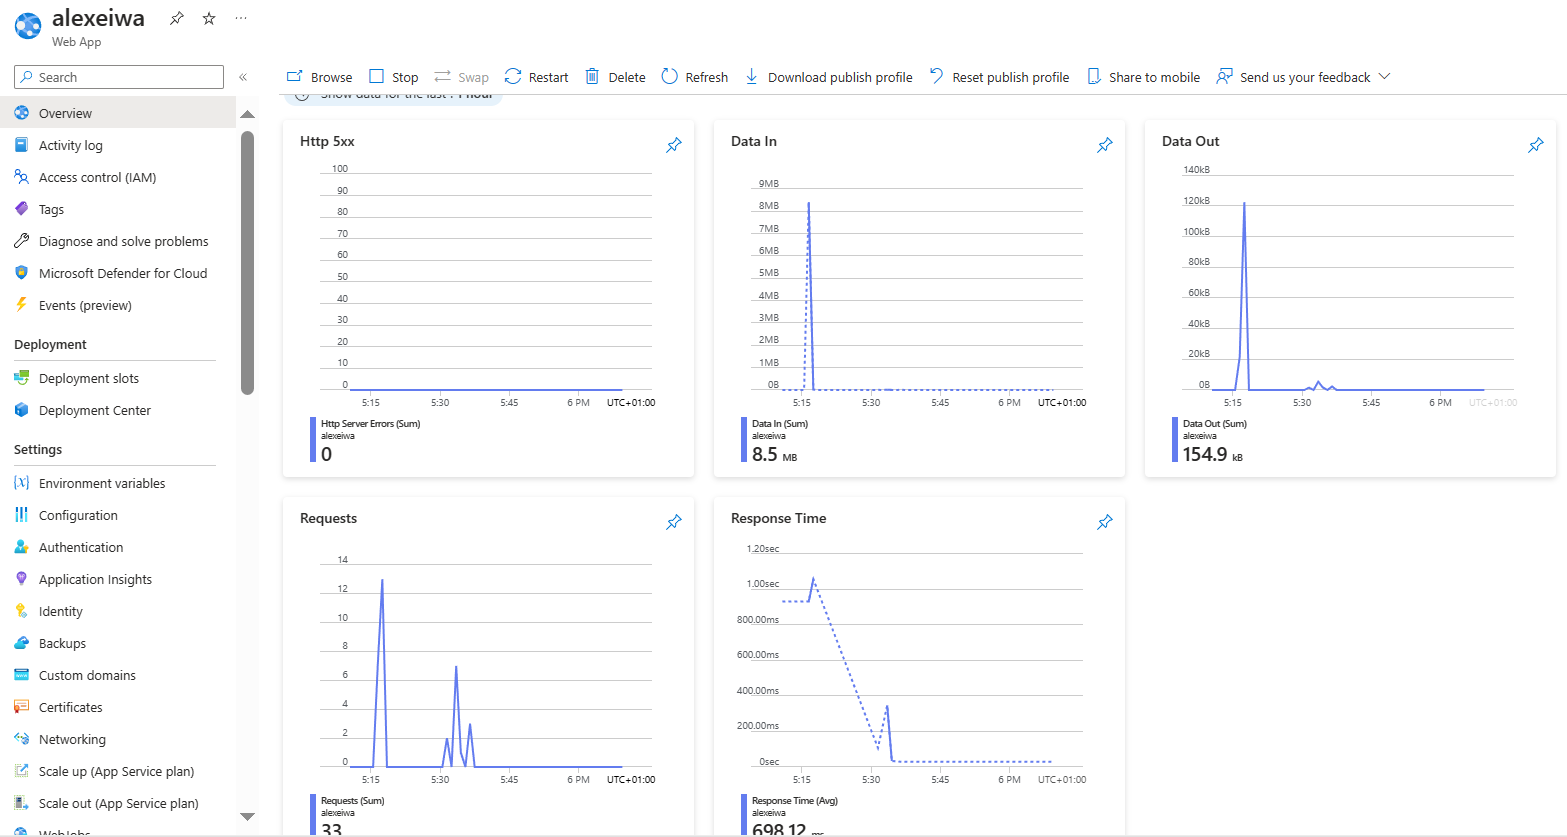 alexeiwa
Web App
Search
Browse
Stop
Swap
Restart
Delete
Refresh
Download publish profile
Reset publish profile
Share to mobile
Send us your feedback
Show data for the last : 1 hour
Overview
Activity log
Access control (IAM)
Tags
Diagnose and solve problems
Microsoft Defender for Cloud
Events (preview)
Deployment
Deployment slots
Deployment Center
Settings
Environment variables
Configuration
Authentication
Application Insights
Identity
Backups
Custom domains
Certificates
Networking
Scale up (App Service plan)
Scale out (App Service plan)
WebJobs
Http 5xx
100
90
80
70
60
50
40
30
20
10
0
5:15 5:30 5:45 6 PM UTC+01:00
Http Server Errors (Sum)
alexeiwa
0
Data In
9MB
8MB
7MB
6MB
5MB
4MB
3MB
2MB
1MB
0B
5:15 5:30 5:45 6 PM UTC+01:00
Data In (Sum)
alexeiwa
8.5 MB
Data Out
140kB
120kB
100kB
80kB
60kB
40kB
20kB
0B
5:15 5:30 5:45 6 PM UTC+01:00
Data Out (Sum)
alexeiwa
154.9 kB
Requests
14
12
10
8
6
4
2
0
5:15 5:30 5:45 6 PM UTC+01:00
Requests (Sum)
alexeiwa
33
Response Time
1.20sec
1.00sec
800.00ms
600.00ms
400.00ms
200.00ms
0sec
5:15 5:30 5:45 6 PM UTC+01:00
Response Time (Avg)
alexeiwa
698.12 ms